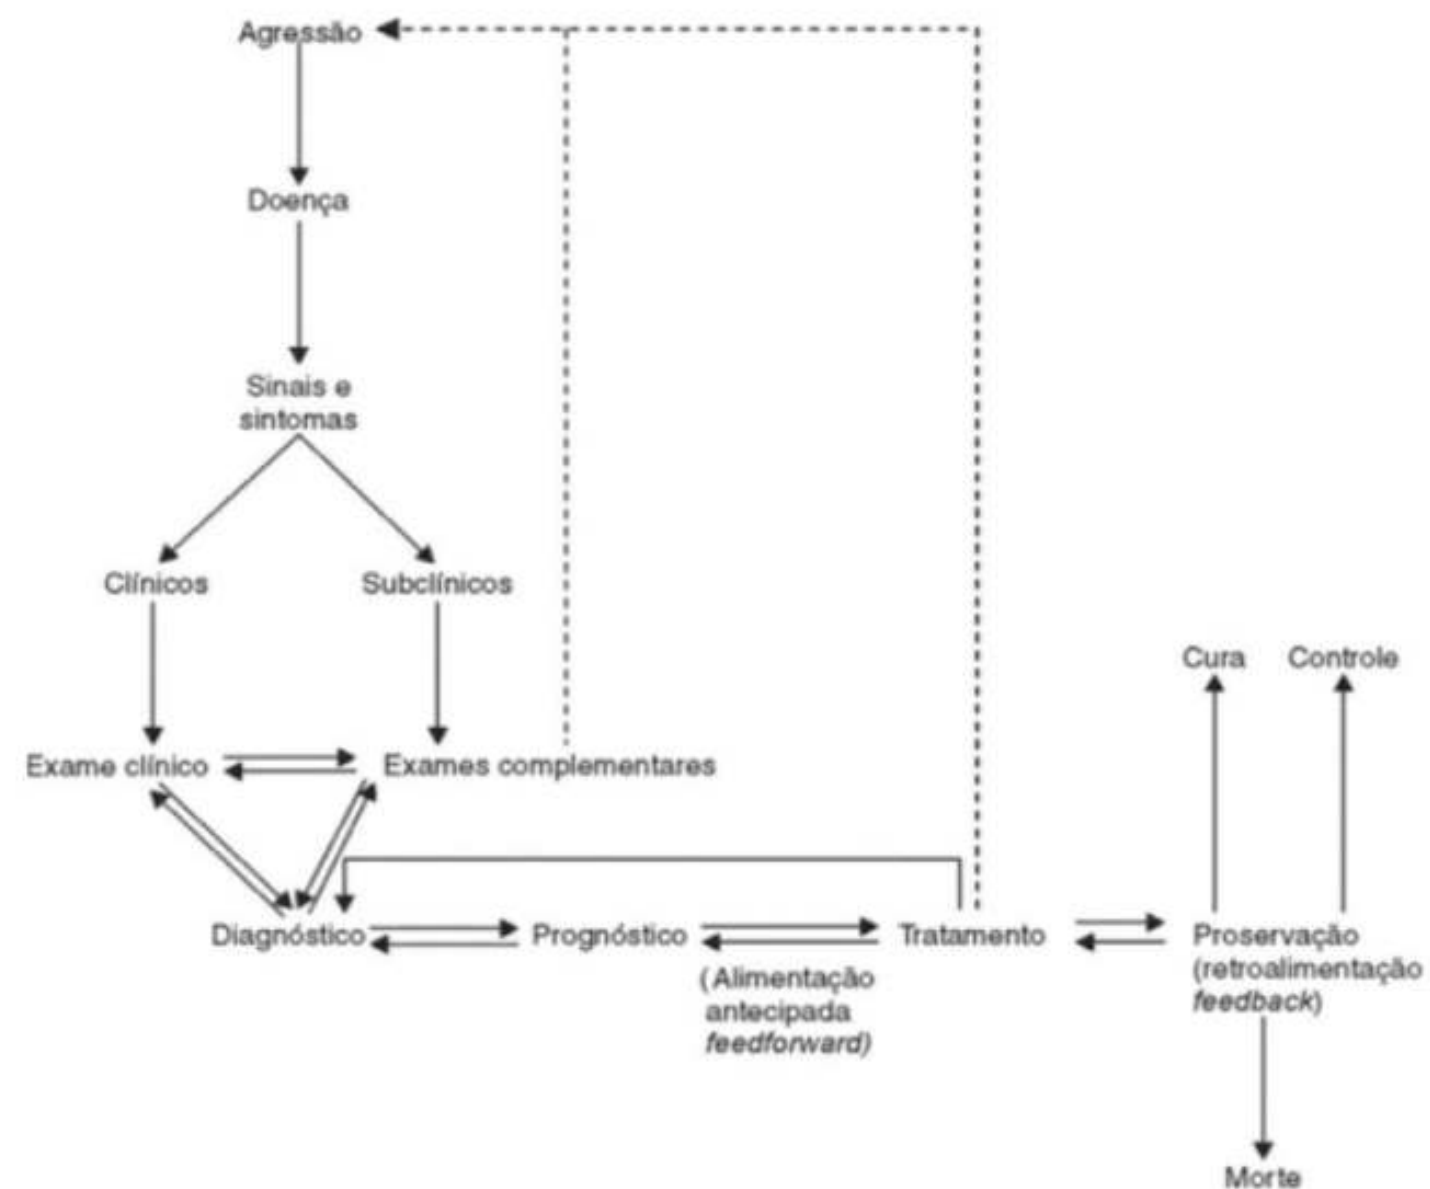 Agressão
Doença
Sinais e
sintomas
Clínicos
Subclínicos
Cura
Controle
Exame clínico
Exames complementares
Diagnóstico
Prognóstico
Tratamento
Proservação
(retroalimentação
feedback)
(Alimentação
antecipada
feedforward)
Morte